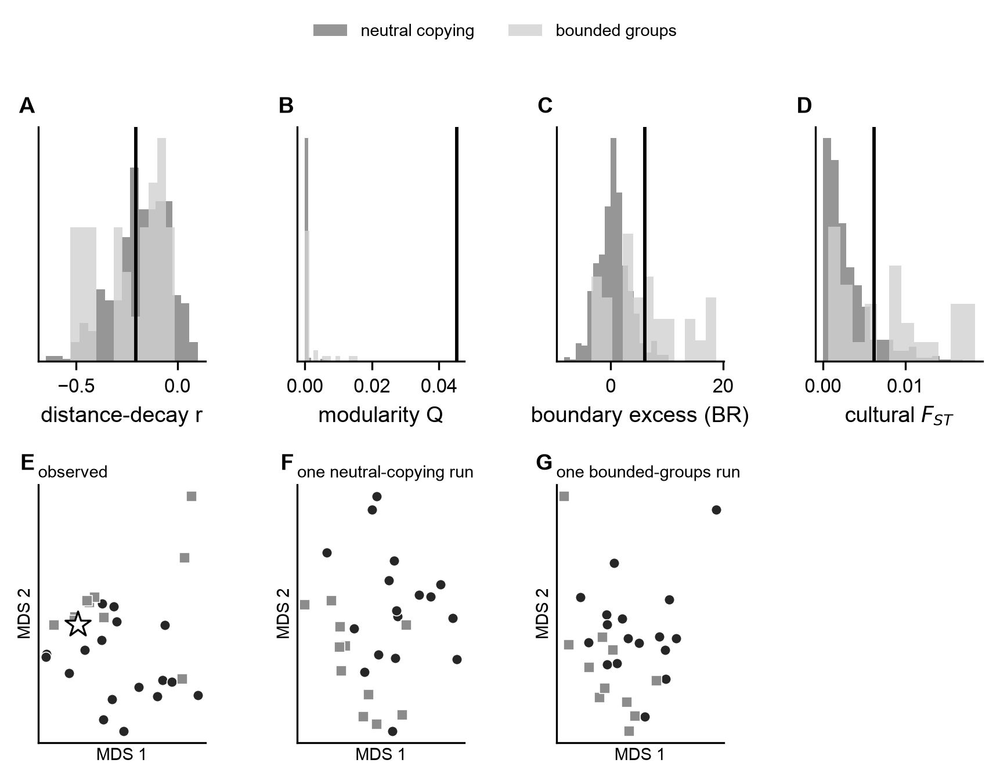 neutral copying
bounded groups
A
B
C
D
−0.5
0.0
0.00
0.02
0.04
0
20
0.00
0.01
distance-decay r
modularity Q
boundary excess (BR)
cultural F_ST
E
observed
F
one neutral-copying run
G
one bounded-groups run
MDS 2
MDS 2
MDS 2
MDS 1
MDS 1
MDS 1